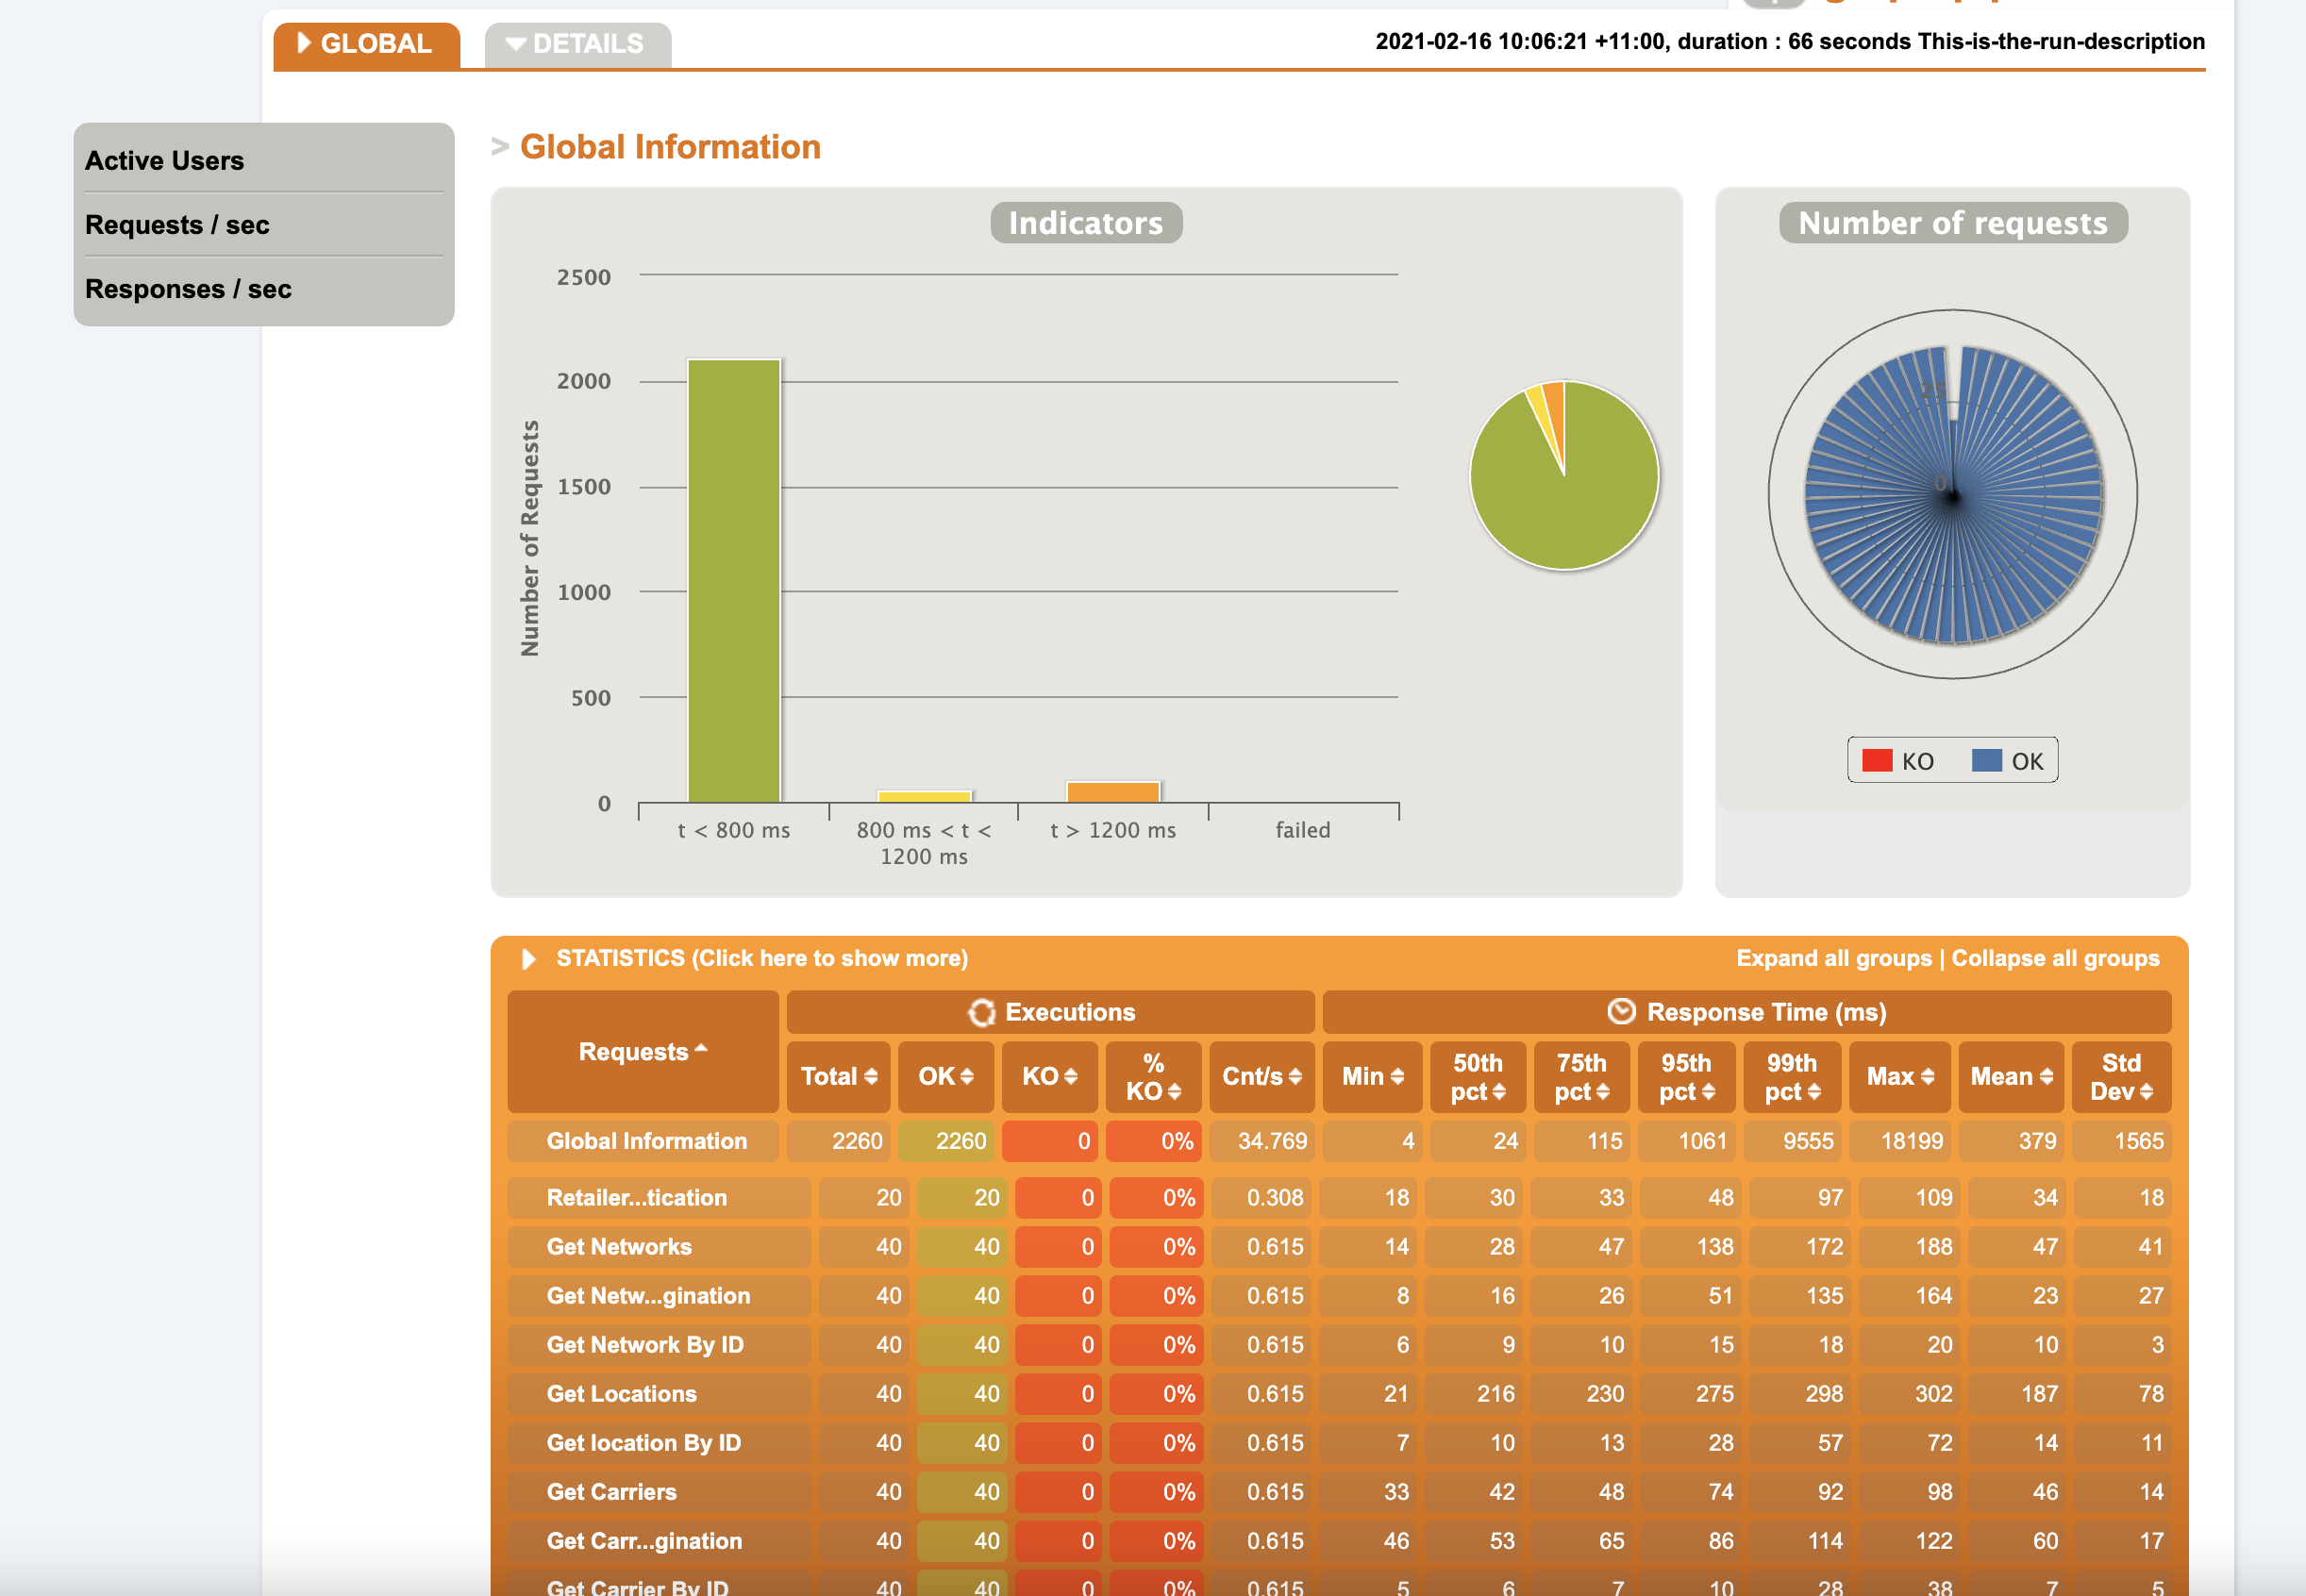 GLOBAL
DETAILS
2021-02-16 10:06:21 +11:00, duration : 66 seconds This-is-the-run-description
Active Users
Requests / sec
Responses / sec
> Global Information
Indicators
Number of Requests
2500
2000
1500
1000
500
0
t < 800 ms
800 ms < t <
1200 ms
t > 1200 ms
failed
Number of requests
25
0
KO OK
STATISTICS (Click here to show more)
Expand all groups | Collapse all groups
Requests
Executions
Response Time (ms)
Total OK KO % KO Cnt/s Min 50th pct 75th pct 95th pct 99th pct Max Mean Std Dev
Global Information 2260 2260 0 0% 34.769 4 24 115 1061 9555 18199 379 1565
Retailer...tication 20 20 0 0% 0.308 18 30 33 48 97 109 34 18
Get Networks 40 40 0 0% 0.615 14 28 47 138 172 188 47 41
Get Netw...gination 40 40 0 0% 0.615 8 16 26 51 135 164 23 27
Get Network By ID 40 40 0 0% 0.615 6 9 10 15 18 20 10 3
Get Locations 40 40 0 0% 0.615 21 216 230 275 298 302 187 78
Get location By ID 40 40 0 0% 0.615 7 10 13 28 57 72 14 11
Get Carriers 40 40 0 0% 0.615 33 42 48 74 92 98 46 14
Get Carr...gination 40 40 0 0% 0.615 46 53 65 86 114 122 60 17
Get Carrier By ID 40 40 0 0% 0.615 5 6 7 10 28 38 7 5